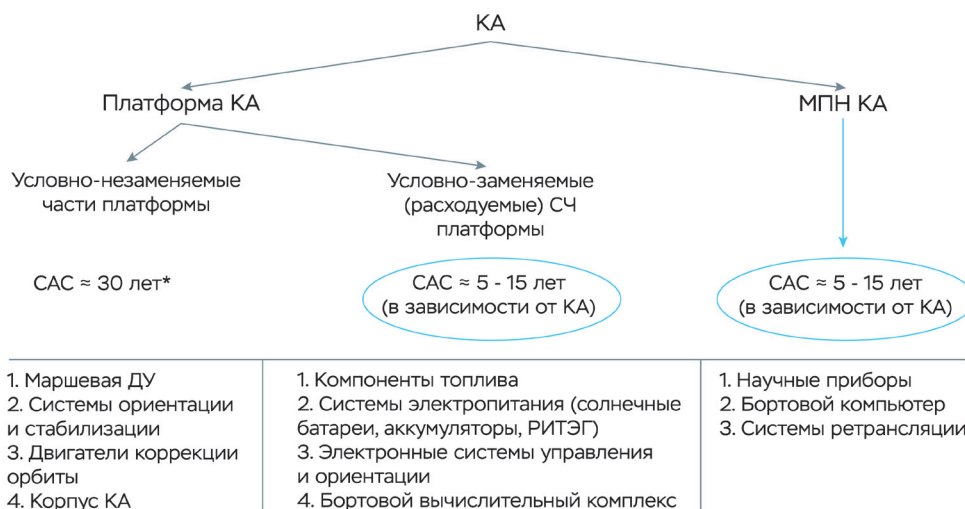 КА
Платформа КА
МПН КА
Условно-незаменяемые
части платформы
Условно-заменяемые
(расходуемые) СЧ
платформы
САС ≈ 30 лет*
САС ≈ 5 - 15 лет
(в зависимости от КА)
САС ≈ 5 - 15 лет
(в зависимости от КА)
1. Маршевая ДУ
2. Системы ориентации
и стабилизации
3. Двигатели коррекции
орбиты
4. Корпус КА
1. Компоненты топлива
2. Системы электропитания (солнечные
батареи, аккумуляторы, РИТЭГ)
3. Электронные системы управления
и ориентации
4. Бортовой вычислительный комплекс
1. Научные приборы
2. Бортовой компьютер
3. Системы ретрансляции